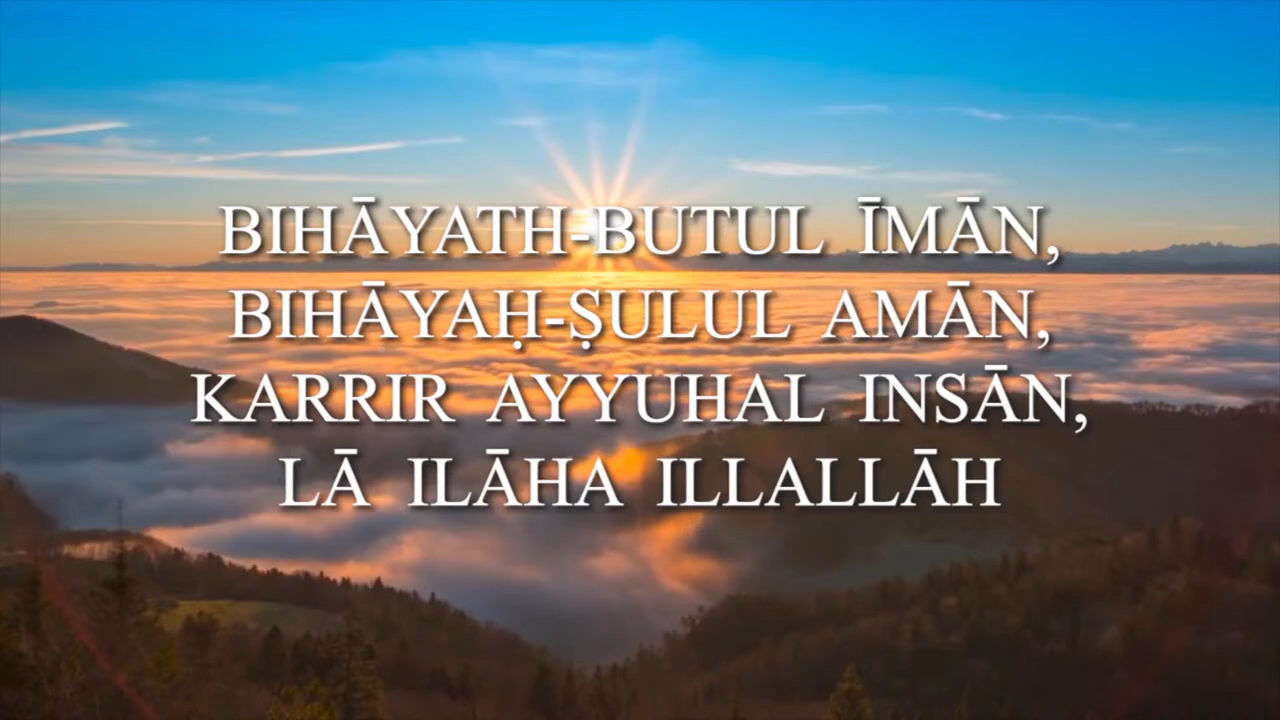 BIHĀYATH-BUTUL ĪMĀN,
BIHĀYAḤ-ṢULUL AMĀN,
KARRIR AYYUHAL INSĀN,
LĀ ILĀHA ILLALLĀH